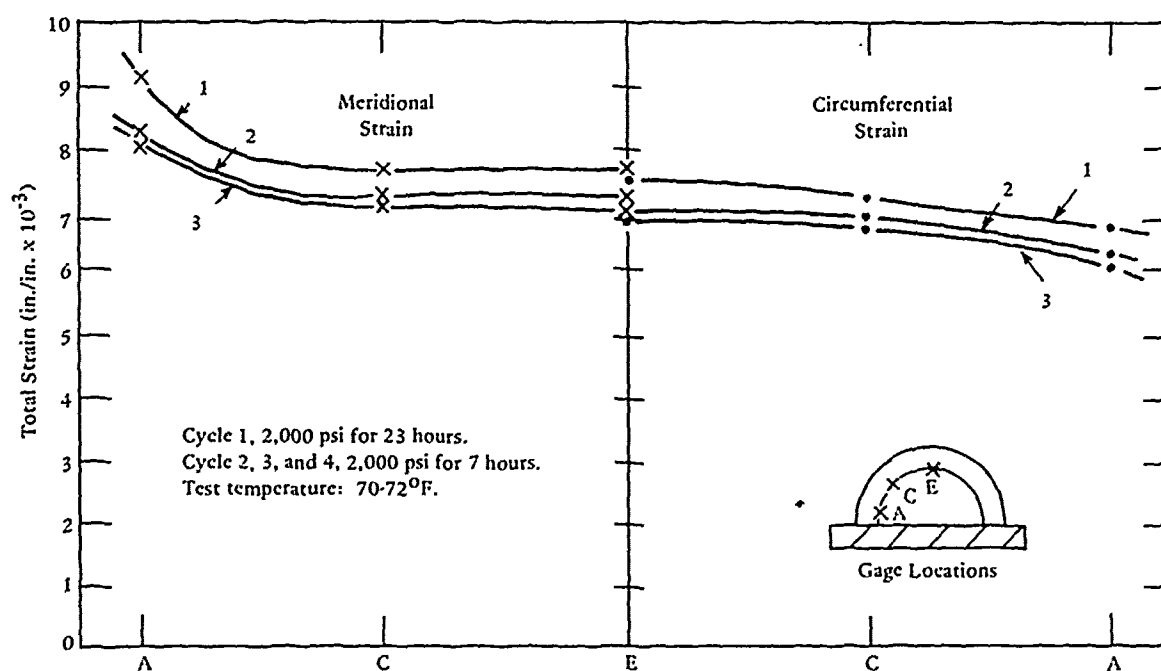 10
9
8
7
6
5
4
3
2
1
0
Total Strain (in./in. x 10⁻³)
Meridional
Strain
Circumferential
Strain
1
2
3
1
2
3
Cycle 1, 2,000 psi for 23 hours.
Cycle 2, 3, and 4, 2,000 psi for 7 hours.
Test temperature: 70-72°F.
E
C
A
Gage Locations
A
C
E
C
A